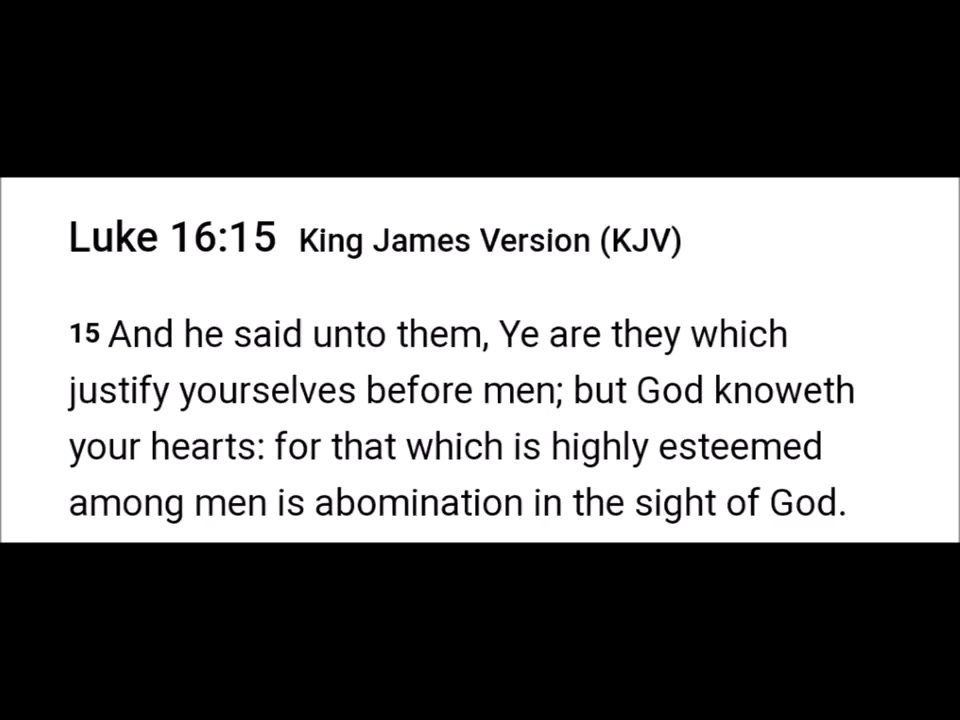 Luke 16:15 King James Version (KJV)
15 And he said unto them, Ye are they which
justify yourselves before men; but God knoweth
your hearts: for that which is highly esteemed
among men is abomination in the sight of God.